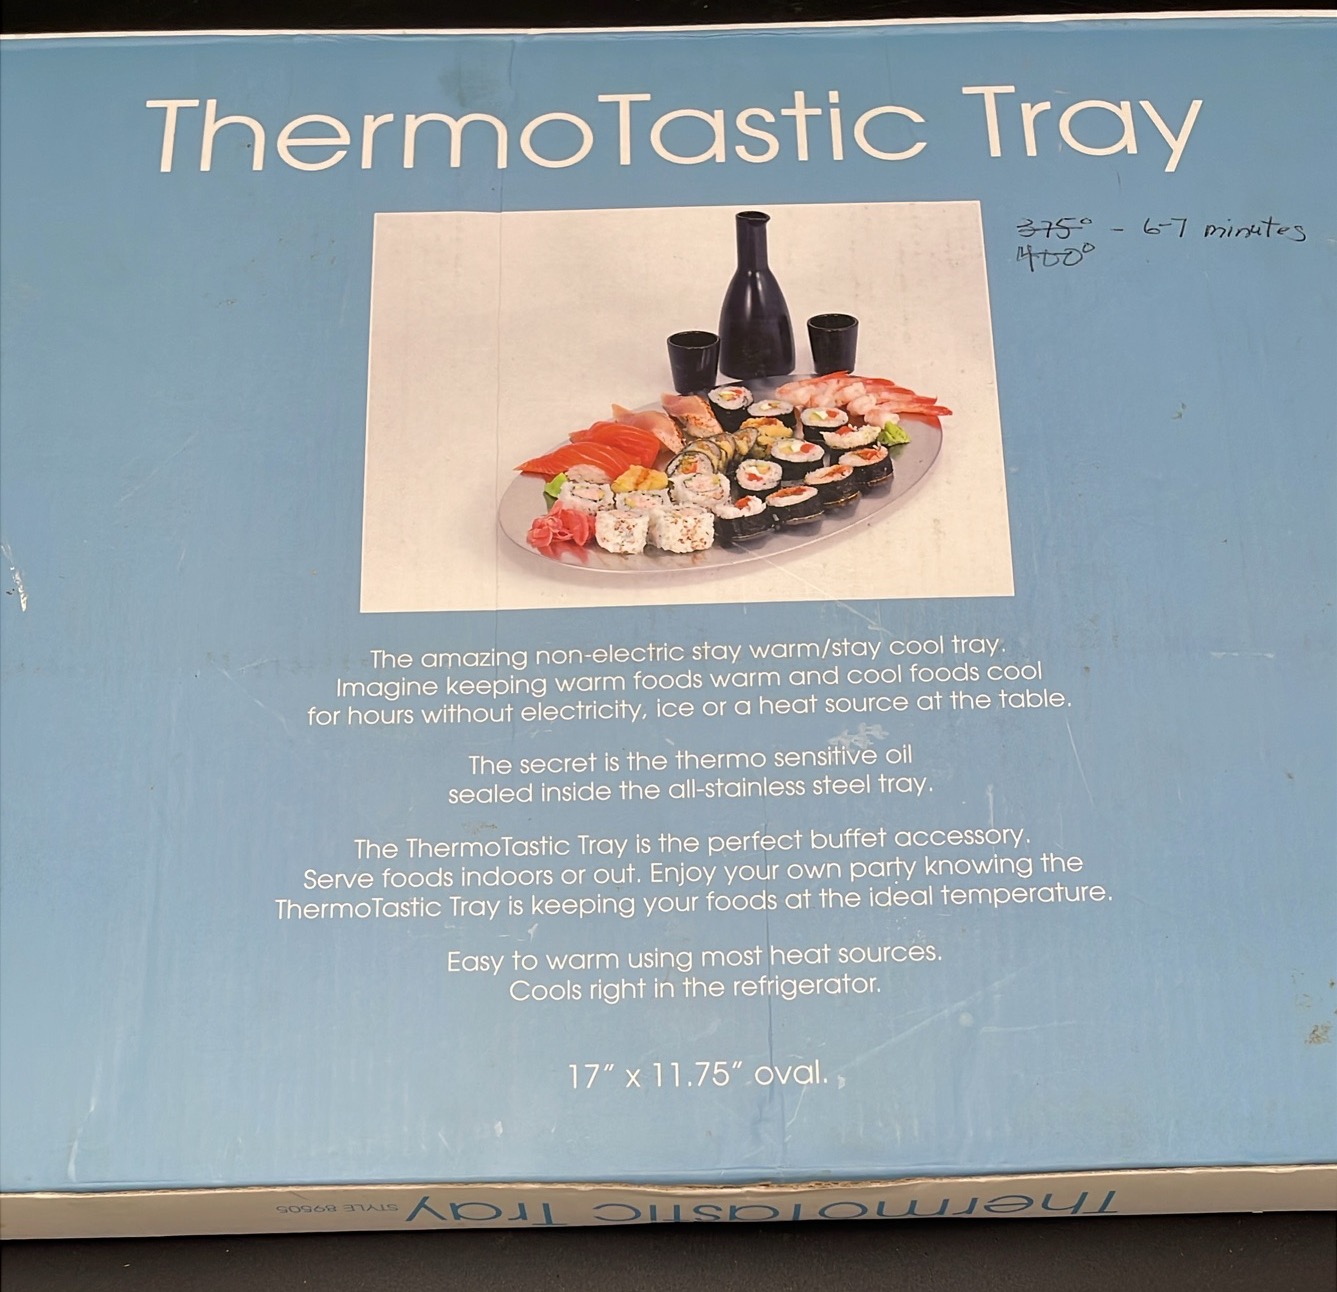 ThermoTastic Tray
375° - 6-7 minutes
400°
The amazing non-electric stay warm/stay cool tray.
Imagine keeping warm foods warm and cool foods cool
for hours without electricity, ice or a heat source at the table.
The secret is the thermo sensitive oil
sealed inside the all-stainless steel tray.
The ThermoTastic Tray is the perfect buffet accessory.
Serve foods indoors or out. Enjoy your own party knowing the
ThermoTastic Tray is keeping your foods at the ideal temperature.
Easy to warm using most heat sources.
Cools right in the refrigerator.
17" x 11.75" oval.
ThermoTastic Tray STYLE 89505